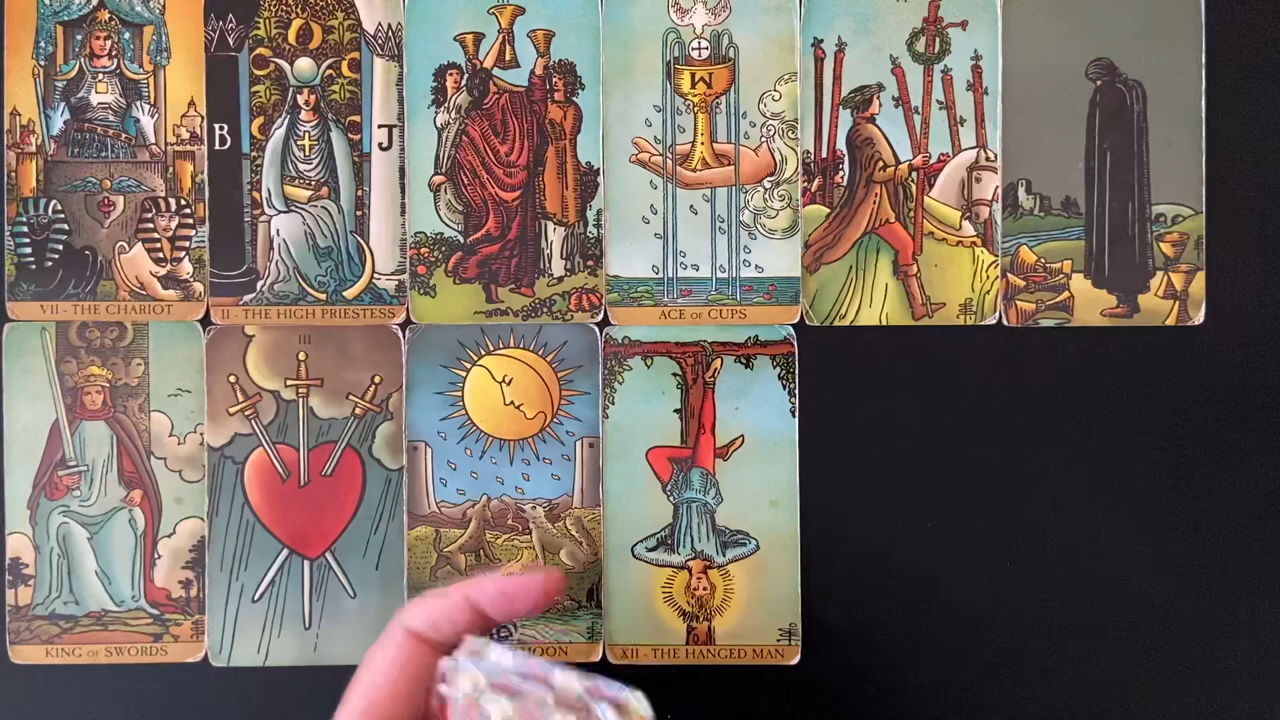 VII - THE CHARIOT
B
J
II - THE HIGH PRIESTESS
W
ACE OF CUPS
KING OF SWORDS
III
MOON
XII - THE HANGED MAN